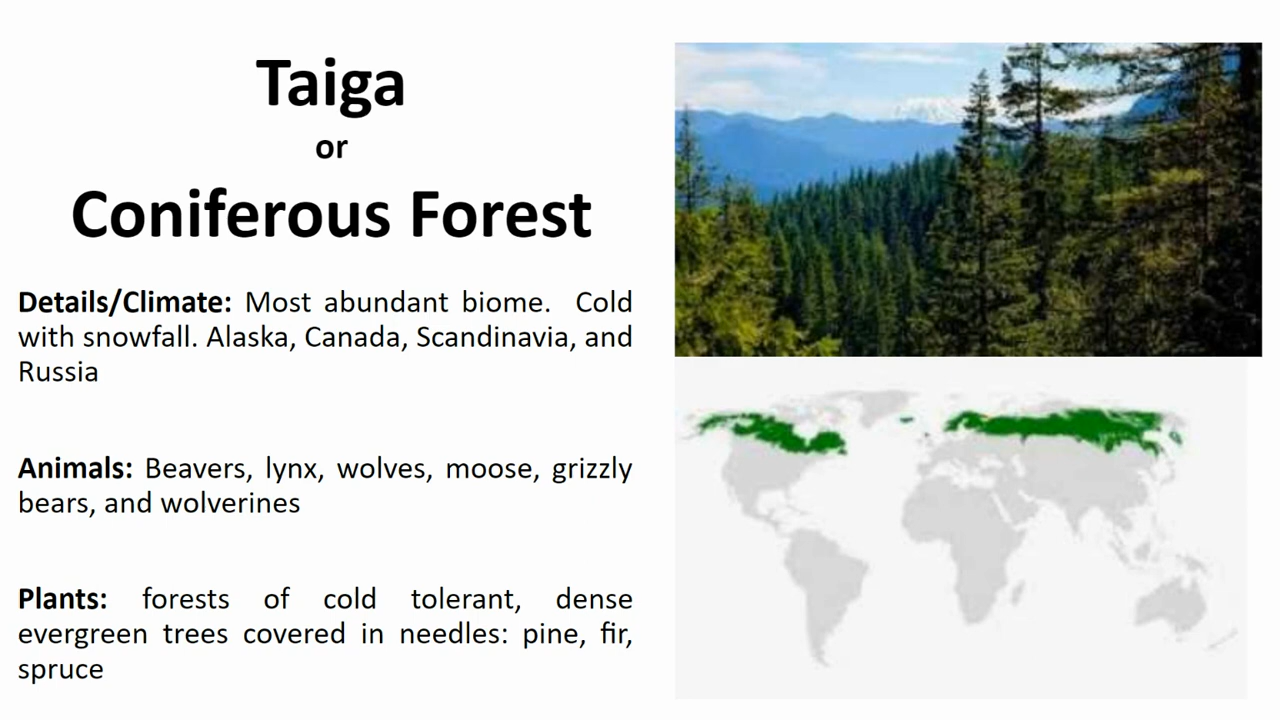 Taiga
or
Coniferous Forest
Details/Climate: Most abundant biome.  Cold
with snowfall. Alaska, Canada, Scandinavia, and
Russia
Animals: Beavers, lynx, wolves, moose, grizzly
bears, and wolverines
Plants: forests of cold tolerant, dense
evergreen trees covered in needles: pine, fir,
spruce